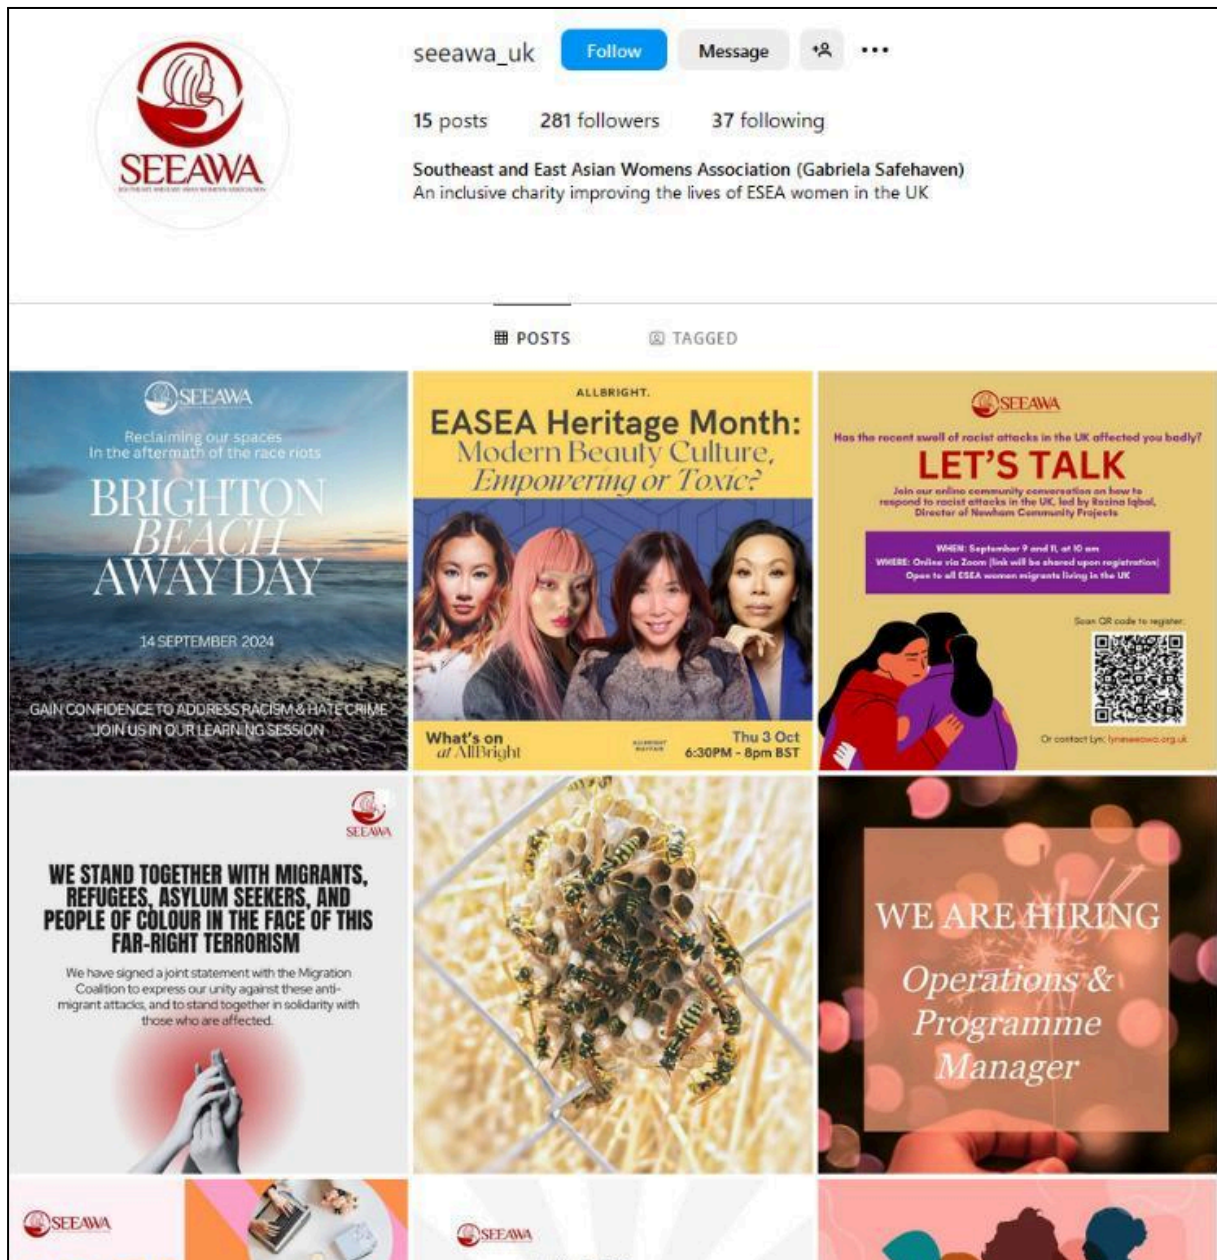 seeawa_uk
Follow
Message
15 posts
281 followers
37 following
SEEAWA
SOUTHEAST AND EAST ASIAN WOMENS ASSOCIATION
Southeast and East Asian Womens Association (Gabriela Safehaven)
An inclusive charity improving the lives of ESEA women in the UK
POSTS
TAGGED
SEEAWA
Reclaiming our spaces
In the aftermath of the race riots
BRIGHTON
BEACH
AWAY DAY
14 SEPTEMBER 2024
GAIN CONFIDENCE TO ADDRESS RACISM & HATE CRIME
JOIN US IN OUR LEARNING SESSION
ALLBRIGHT.
EASEA Heritage Month:
Modern Beauty Culture,
Empowering or Toxic?
What's on
at AllBright
ALLBRIGHT
MAYFAIR
Thu 3 Oct
6:30PM - 8pm BST
SEEAWA
Has the recent swell of racist attacks in the UK affected you badly?
LET'S TALK
Join our online community conversation on how to
respond to racist attacks in the UK, led by Rozina Iqbal,
Director of Newham Community Projects
WHEN: September 9 and 11, at 10 am
WHERE: Online via Zoom (link will be shared upon registration)
Open to all ESEA women migrants living in the UK
Scan QR code to register:
Or contact Lyn:
SEEAWA
WE STAND TOGETHER WITH MIGRANTS,
REFUGEES, ASYLUM SEEKERS, AND
PEOPLE OF COLOUR IN THE FACE OF THIS
FAR-RIGHT TERRORISM
We have signed a joint statement with the Migration
Coalition to express our unity against these anti-
migrant attacks, and to stand together in solidarity with
those who are affected.
WE ARE HIRING
Operations &
Programme
Manager
SEEAWA
SEEAWA